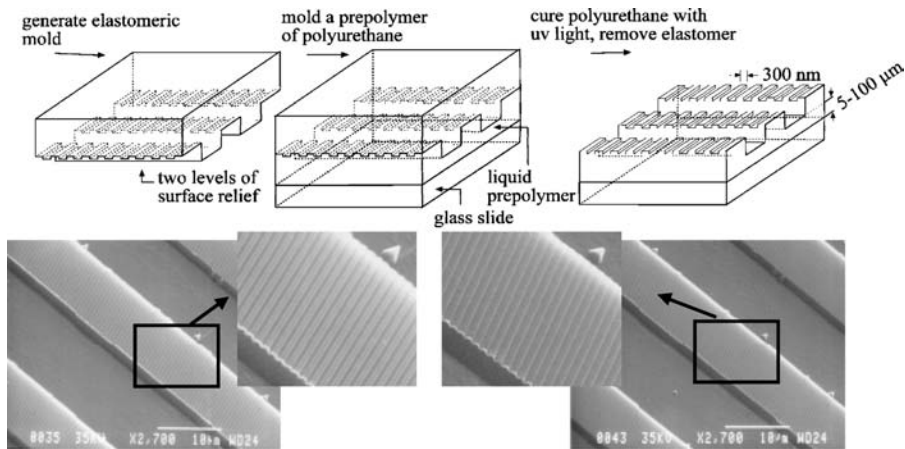 generate elastomeric
mold
mold a prepolymer
of polyurethane
cure polyurethane with
uv light, remove elastomer
300 nm
5-100 μm
two levels of
surface relief
liquid
prepolymer
glass slide
0035 35KV X2,700 10μm WD24
0043 35KV X2,700 10μm WD24